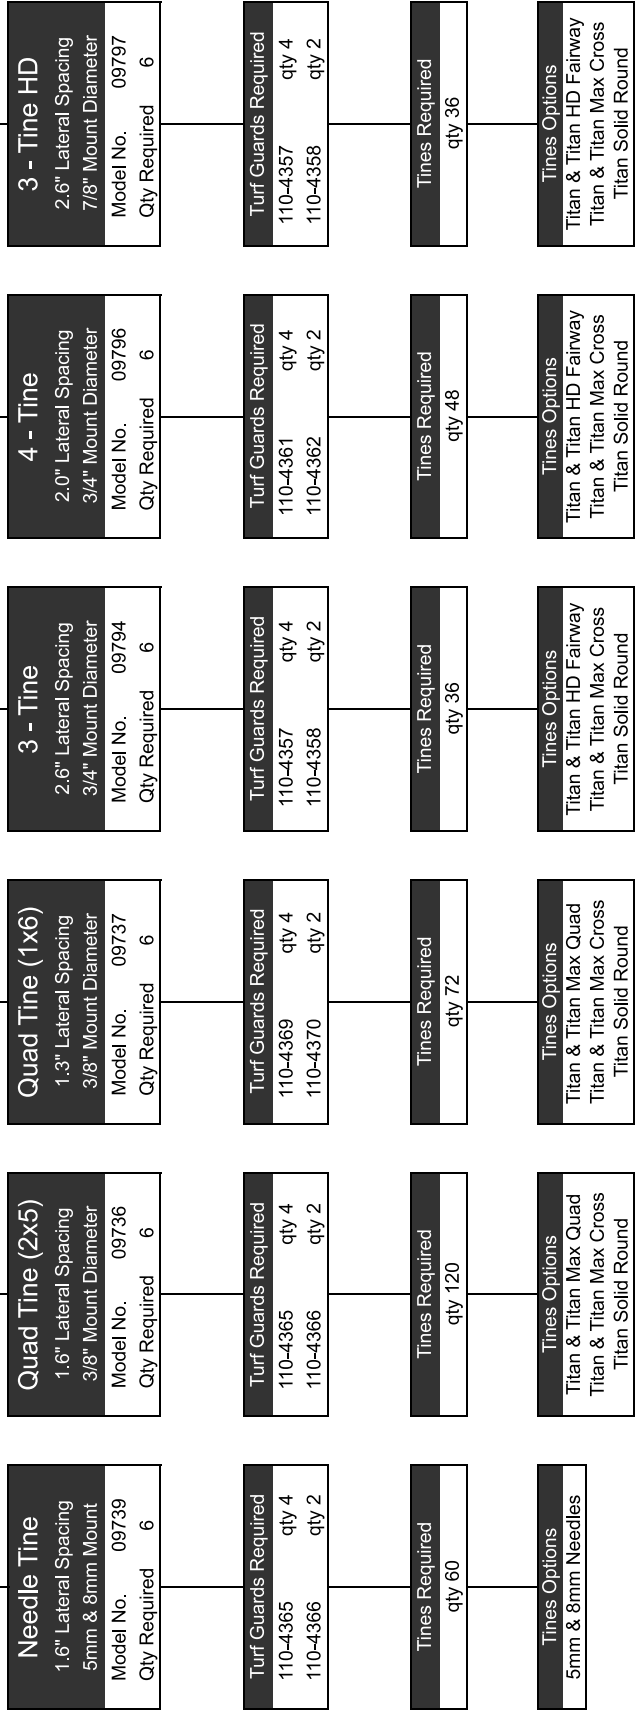 Needle Tine
1.6" Lateral Spacing
5mm & 8mm Mount
Model No. 09739
Qty Required 6
Turf Guards Required
110-4365 qty 4
110-4366 qty 2
Tines Required
qty 60
Tines Options
5mm & 8mm Needles
Quad Tine (2x5)
1.6" Lateral Spacing
3/8" Mount Diameter
Model No. 09736
Qty Required 6
Turf Guards Required
110-4365 qty 4
110-4366 qty 2
Tines Required
qty 120
Tines Options
Titan & Titan Max Quad
Titan & Titan Max Cross
Titan Solid Round
Quad Tine (1x6)
1.3" Lateral Spacing
3/8" Mount Diameter
Model No. 09737
Qty Required 6
Turf Guards Required
110-4369 qty 4
110-4370 qty 2
Tines Required
qty 72
Tines Options
Titan & Titan Max Quad
Titan & Titan Max Cross
Titan Solid Round
3 - Tine
2.6" Lateral Spacing
3/4" Mount Diameter
Model No. 09794
Qty Required 6
Turf Guards Required
110-4357 qty 4
110-4358 qty 2
Tines Required
qty 36
Tines Options
Titan & Titan HD Fairway
Titan & Titan Max Cross
Titan Solid Round
4 - Tine
2.0" Lateral Spacing
3/4" Mount Diameter
Model No. 09796
Qty Required 6
Turf Guards Required
110-4361 qty 4
110-4362 qty 2
Tines Required
qty 48
Tines Options
Titan & Titan HD Fairway
Titan & Titan Max Cross
Titan Solid Round
3 - Tine HD
2.6" Lateral Spacing
7/8" Mount Diameter
Model No. 09797
Qty Required 6
Turf Guards Required
110-4357 qty 4
110-4358 qty 2
Tines Required
qty 36
Tines Options
Titan & Titan HD Fairway
Titan & Titan Max Cross
Titan Solid Round